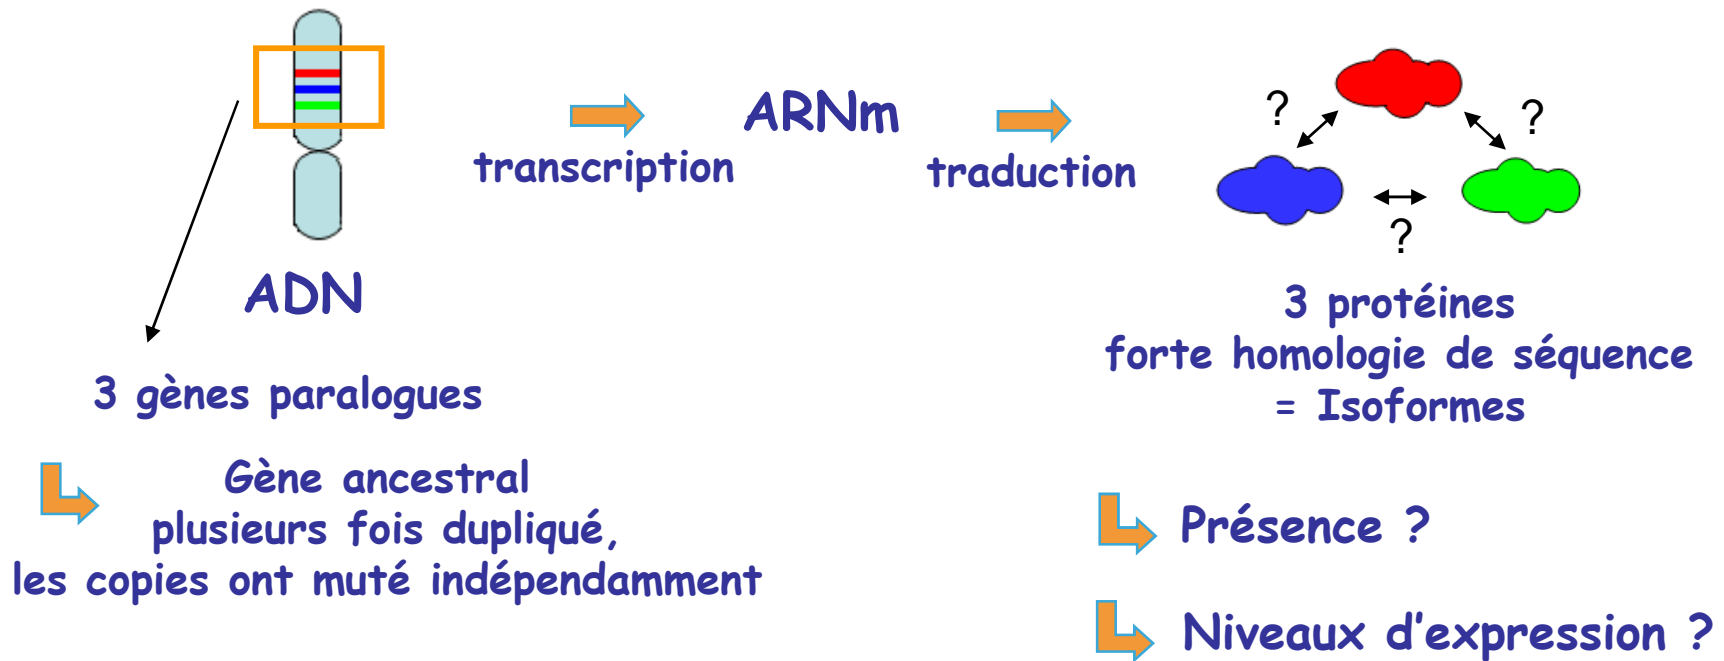 ADN
3 gènes paralogues
Gène ancestral
plusieurs fois dupliqué,
les copies ont muté indépendamment
transcription
ARNm
traduction
?
?
?
3 protéines
forte homologie de séquence
= Isoformes
Présence ?
Niveaux d'expression ?